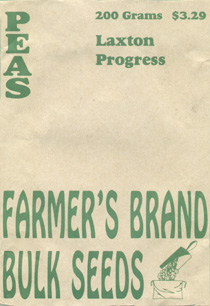 PEAS
200 Grams $3.29
Laxton
Progress
FARMER'S BRAND
BULK SEEDS